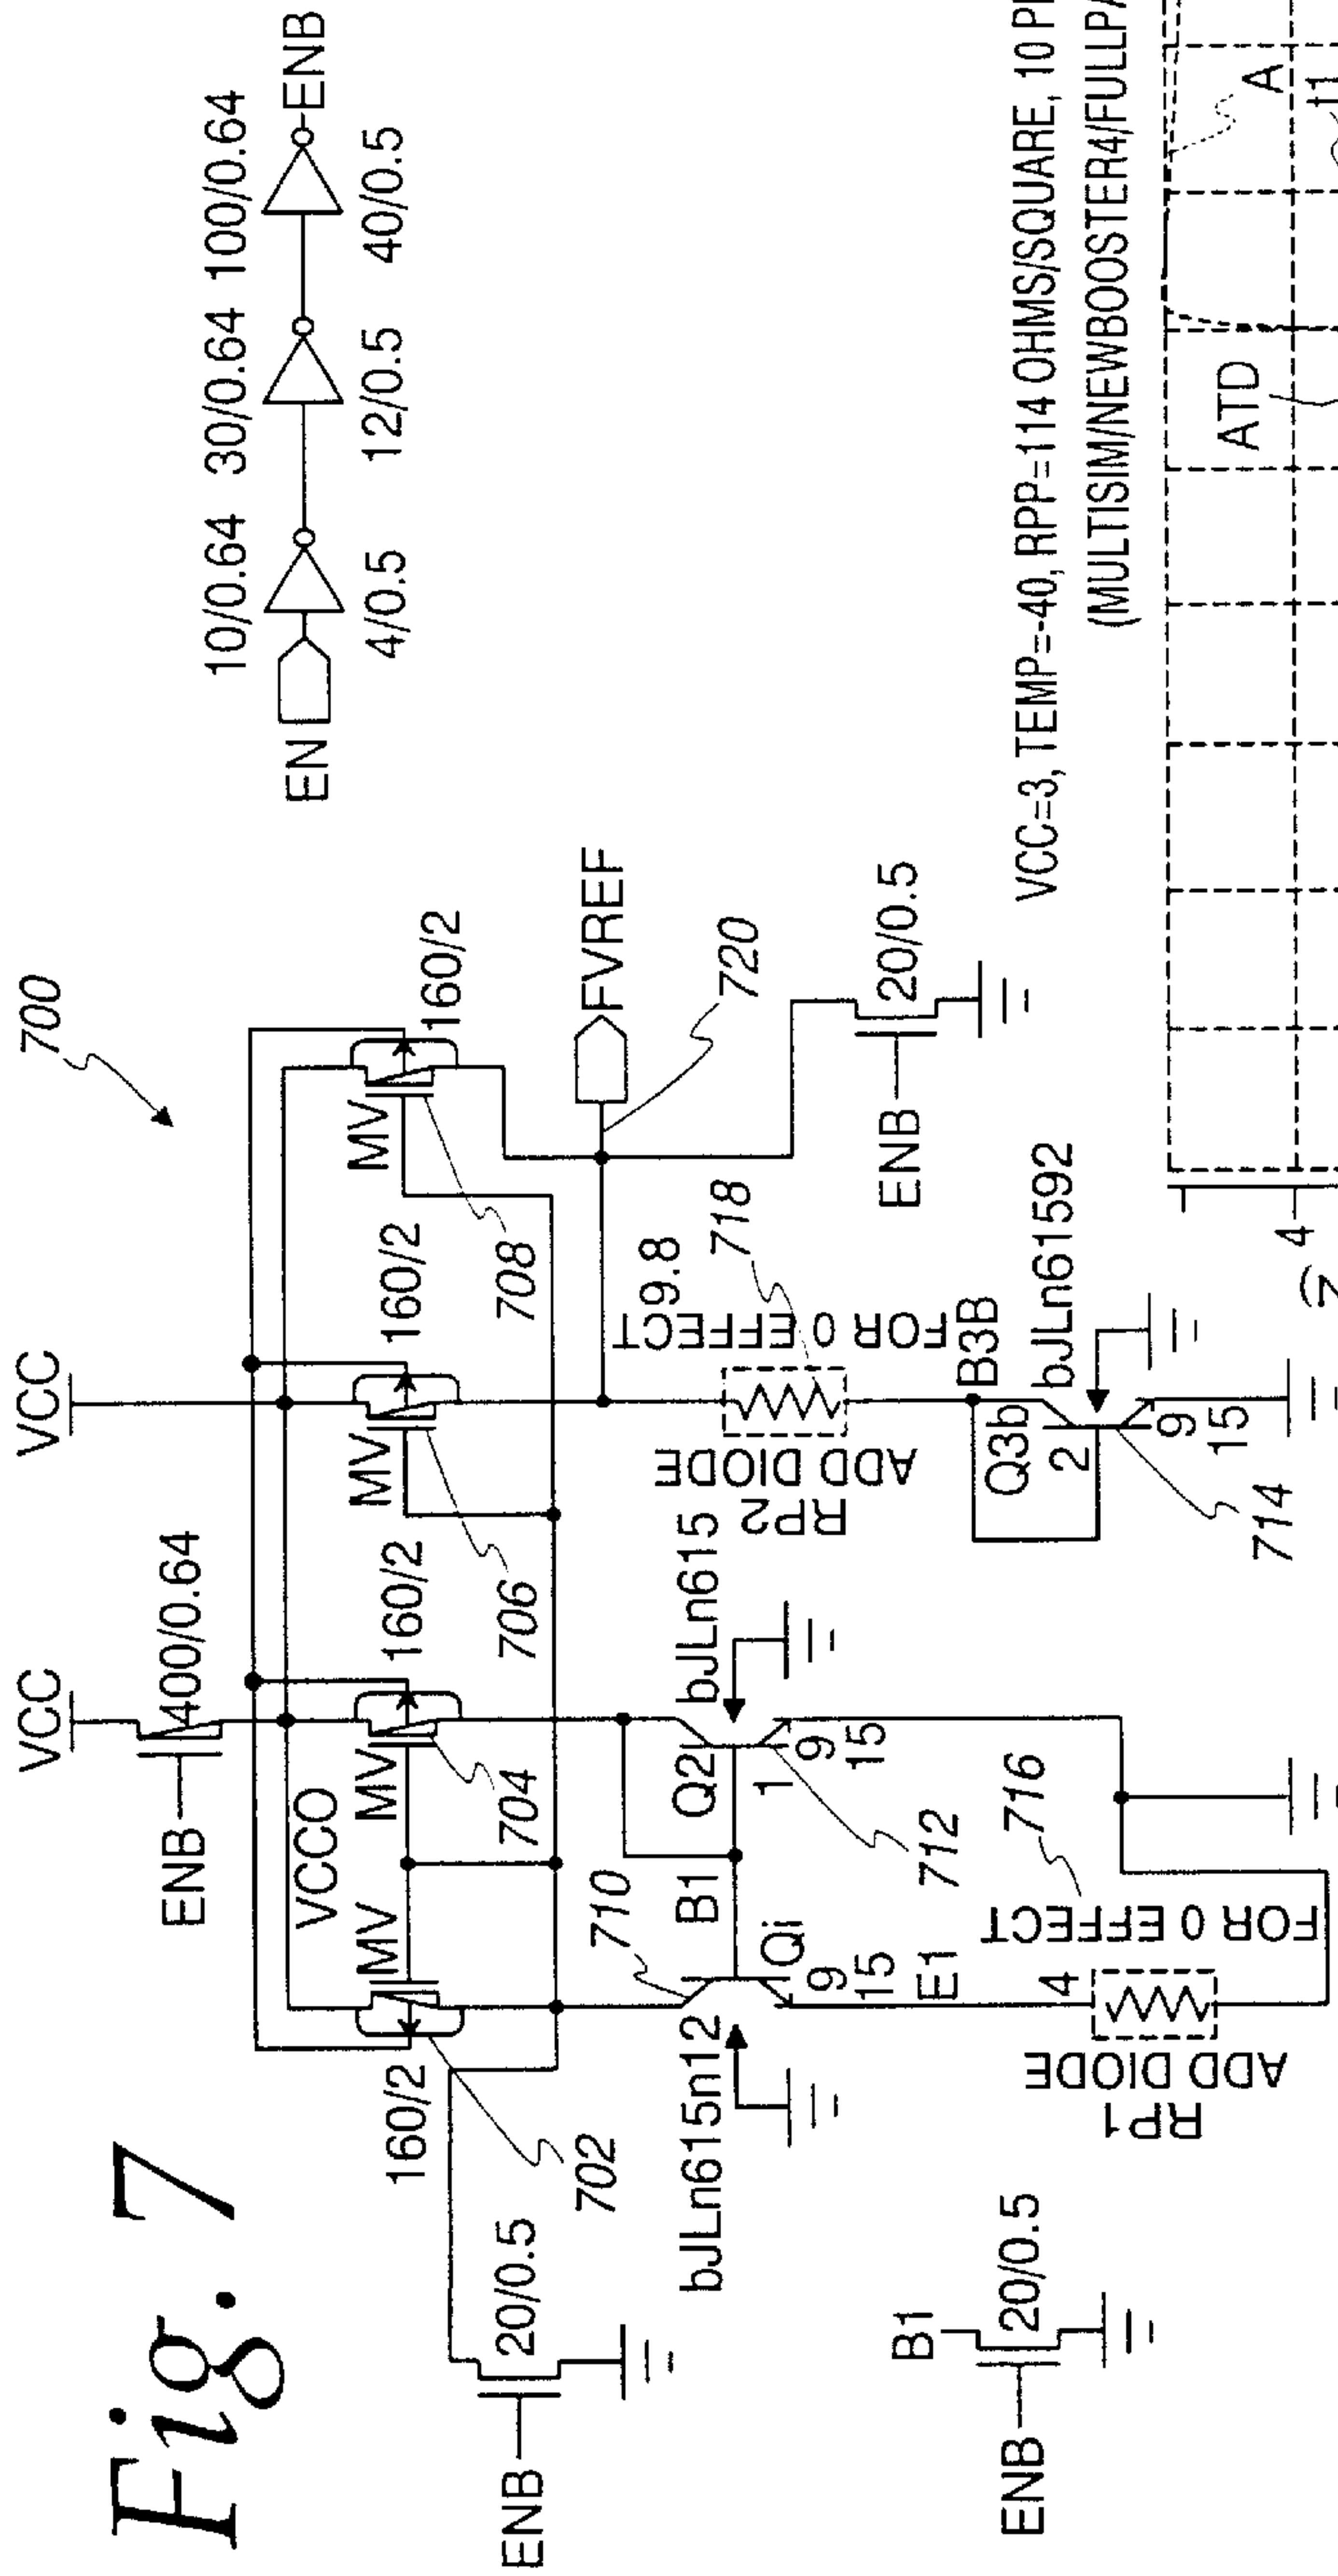 Fig. 7
700
VCC
VCC
ENB
400/0.64
VCCO
MV
MV
MV
MV
160/2
160/2
160/2
160/2
702
704
706
708
ENB
20/0.5
bJLn615n12
710
B1
Qi
9
15
E1
Q2
1
bJLn615
9
15
712
4
RP1
ADD DIODE
FOR 0 EFFECT
716
RP2
ADD DIODE
FOR 0 EFFECT
9.8
718
B3B
Q3b
2
bJLn61592
9
15
714
FVREF
720
ENB
20/0.5
B1
ENB
20/0.5
EN
10/0.64
30/0.64
100/0.64
4/0.5
12/0.5
40/0.5
ENB
VCC=3, TEMP=-40, RPP=114 OHMS/SQUARE, 10
(MULTISIM/NEWBOOSTER4/
4
ATD
A